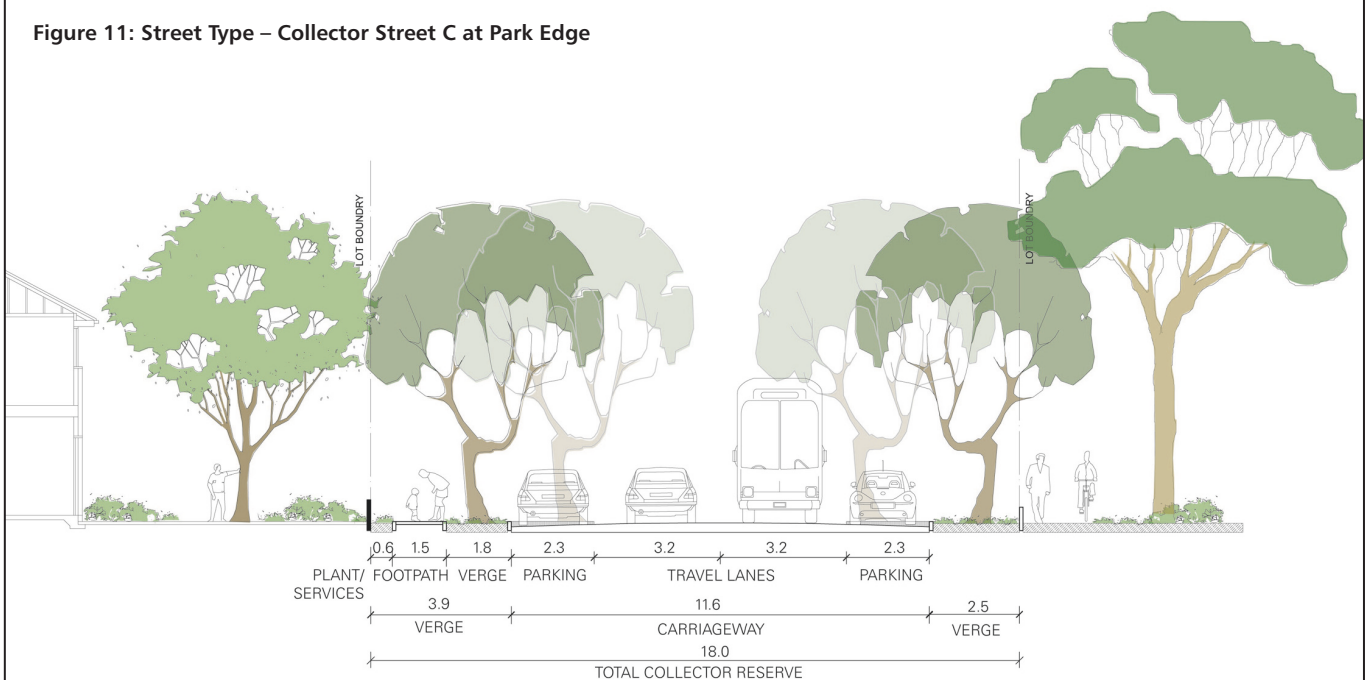 Figure 11: Street Type – Collector Street C at Park Edge
LOT BOUNDRY
LOT BOUNDRY
0.6 1.5 1.8 2.3 3.2 3.2 2.3
PLANT/ FOOTPATH VERGE PARKING TRAVEL LANES PARKING
SERVICES
3.9 11.6 2.5
VERGE CARRIAGEWAY VERGE
18.0
TOTAL COLLECTOR RESERVE